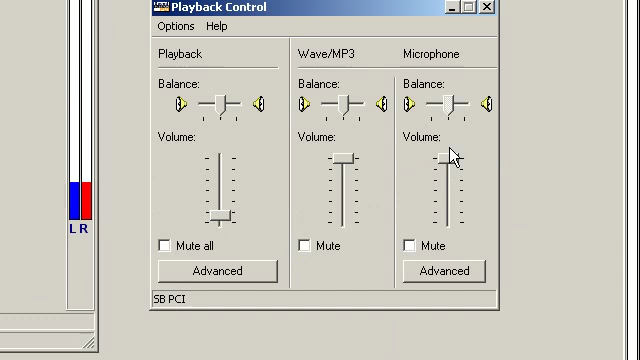 Playback Control
Options Help
Playback Wave/MP3 Microphone
Balance: Balance: Balance:
Volume: Volume: Volume:
Mute all Mute Mute
Advanced Advanced
SB PCI
L R